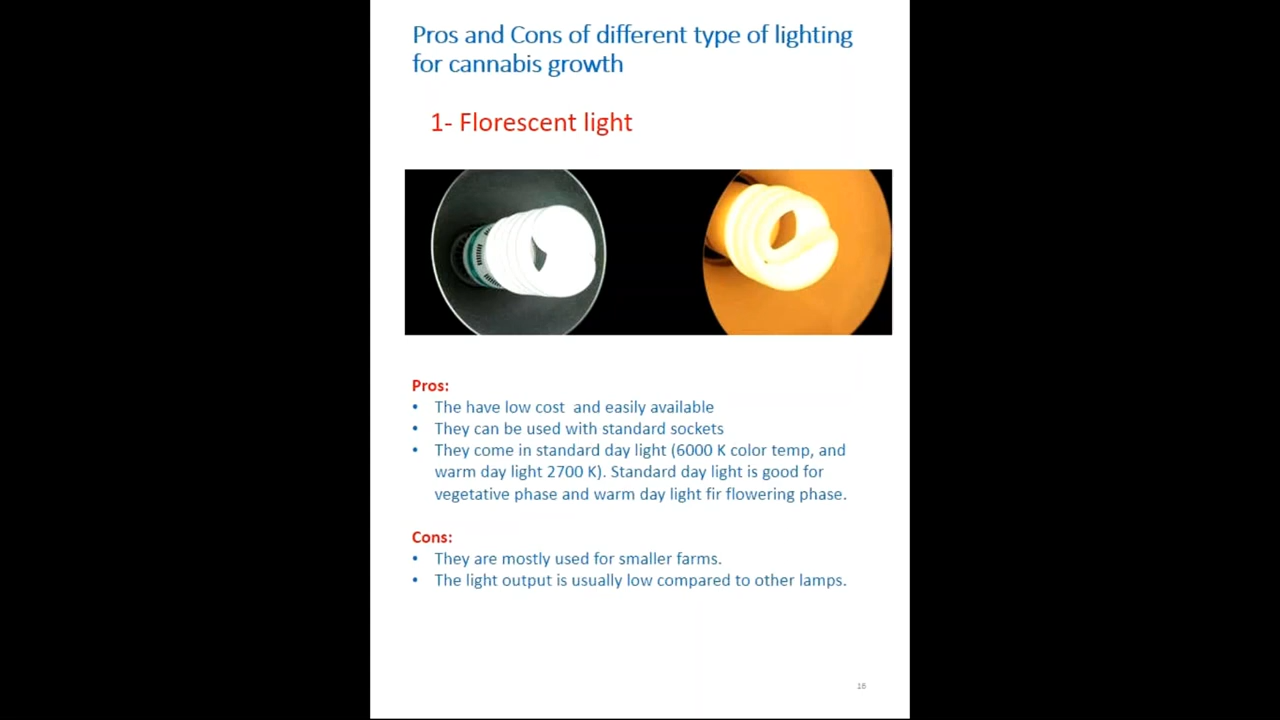 Pros and Cons of different type of lighting
for cannabis growth
1- Florescent light
Pros:
• The have low cost  and easily available
• They can be used with standard sockets
• They come in standard day light (6000 K color temp, and
warm day light 2700 K). Standard day light is good for
vegetative phase and warm day light fir flowering phase.
Cons:
• They are mostly used for smaller farms.
• The light output is usually low compared to other lamps.
16